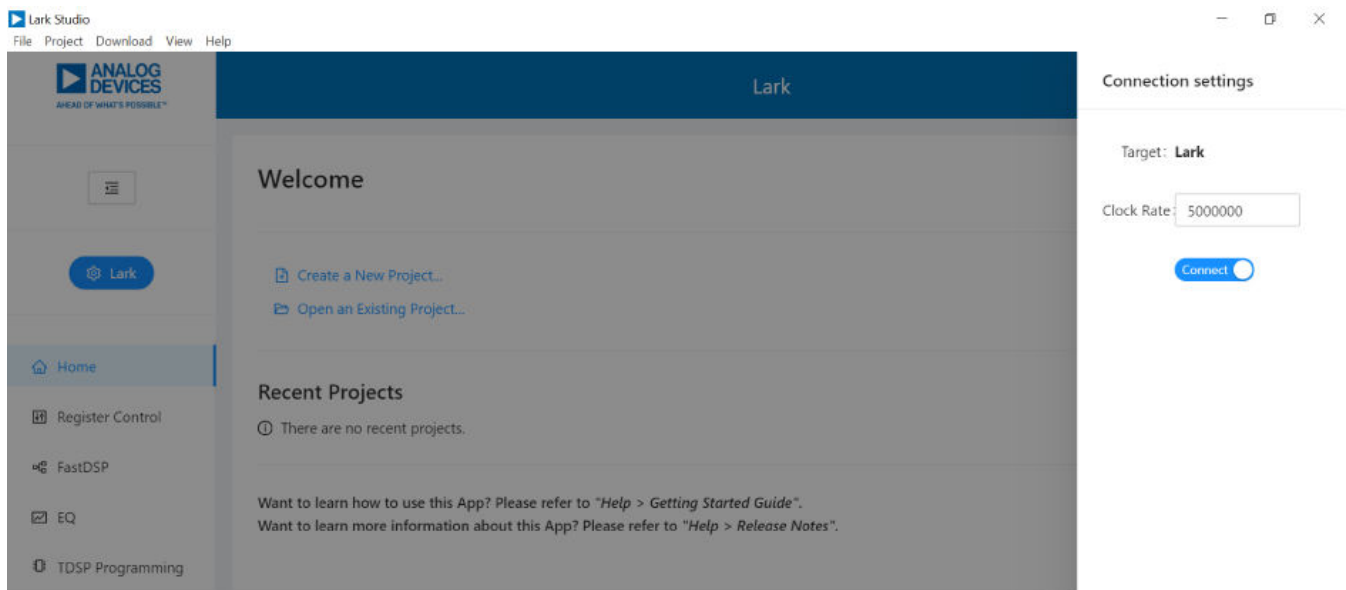 Lark Studio
File Project Download View Help
ANALOG
DEVICES
AHEAD OF WHAT'S POSSIBLE™
Lark
Connection settings
Target: Lark
Clock Rate: 5000000
Connect
Welcome
Lark
Create a New Project...
Open an Existing Project...
Home
Register Control
FastDSP
EQ
TDSP Programming
Recent Projects
There are no recent projects.
Want to learn how to use this App? Please refer to "Help > Getting Started Guide".
Want to learn more information about this App? Please refer to "Help > Release Notes".